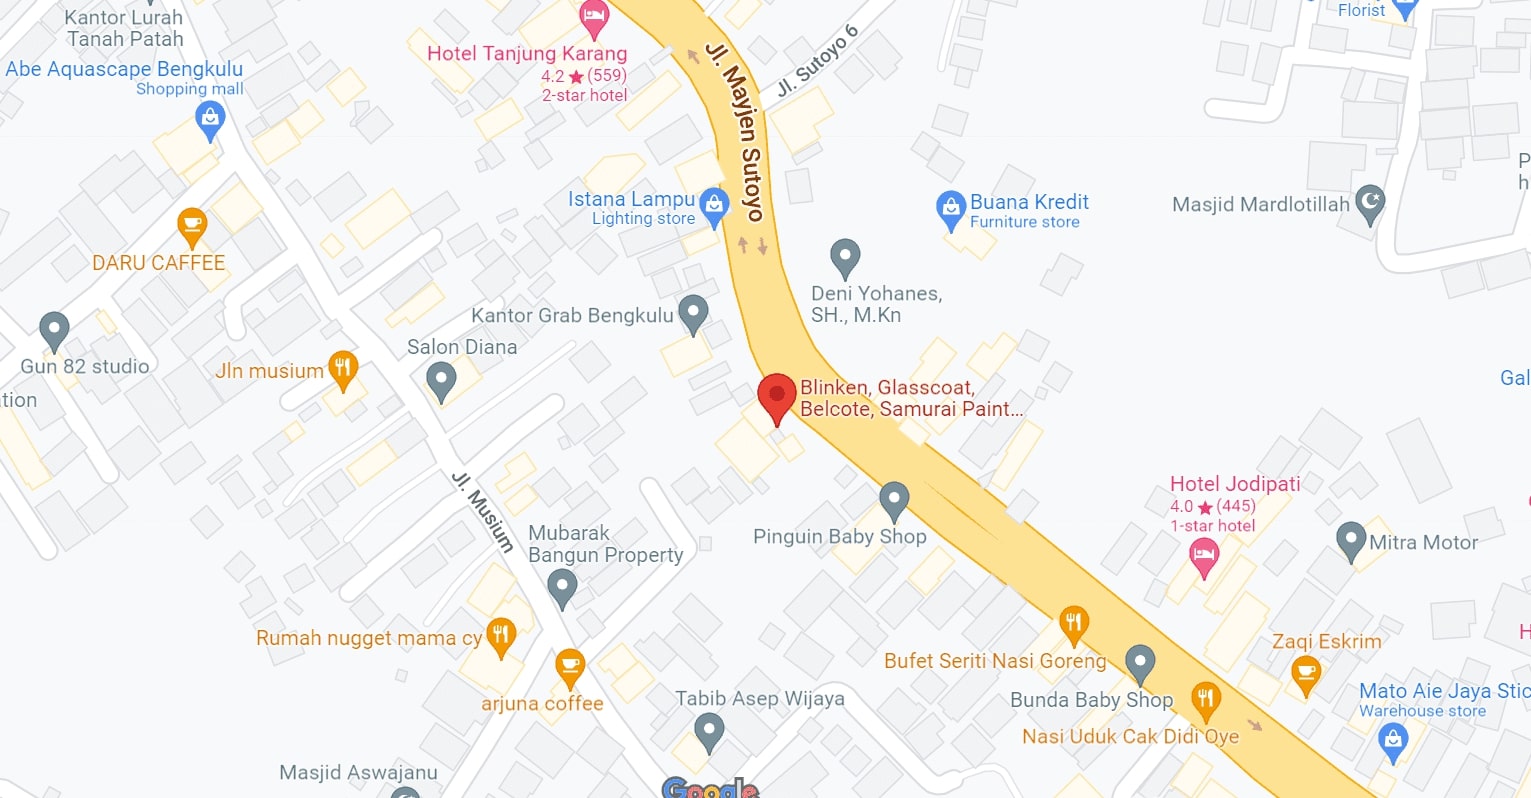 Kantor Lurah
Tanah Patah
Florist
Hotel Tanjung Karang
4.2 ★ (559)
2-star hotel
Jl. Sutoyo 6
Abe Aquascape Bengkulu
Shopping mall
Jl. Mayjen Sutoyo
Istana Lampu
Lighting store
Buana Kredit
Furniture store
Masjid Mardlotillah
P
h
DARU CAFFEE
Deni Yohanes,
SH., M.Kn
Kantor Grab Bengkulu
Gun 82 studio
Jln musium
Salon Diana
Blinken, Glasscoat,
Belcote, Samurai Paint...
Gal
tion
Jl. Musium
Hotel Jodipati
4.0 ★ (445)
1-star hotel
Mubarak
Bangun Property
Pinguin Baby Shop
Mitra Motor
Rumah nugget mama cy
arjuna coffee
Bufet Seriti Nasi Goreng
Zaqi Eskrim
H
Bunda Baby Shop
Tabib Asep Wijaya
Mato Aie Jaya Stic
Warehouse store
Nasi Uduk Cak Didi Oye
Masjid Aswajanu
Google